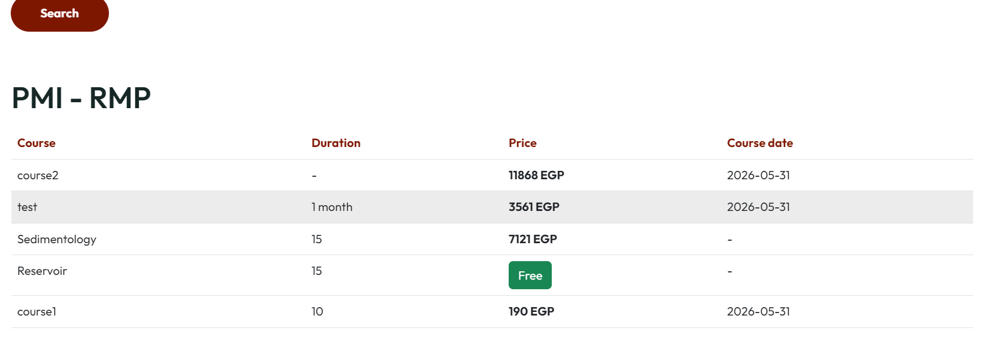 Search
PMI - RMP
Course Duration Price Course date
course2 - 11868 EGP 2026-05-31
test 1 month 3561 EGP 2026-05-31
Sedimentology 15 7121 EGP -
Reservoir 15 Free -
course1 10 190 EGP 2026-05-31